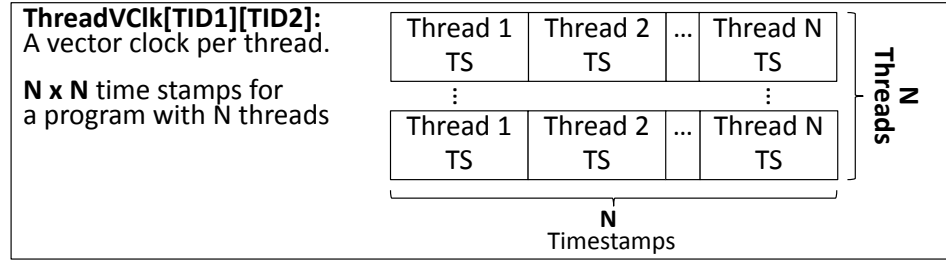 ThreadVClk[TID1][TID2]:
A vector clock per thread.
N x N time stamps for
a program with N threads
Thread 1 Thread 2 ... Thread N
TS TS TS
⋮ ⋮
Thread 1 Thread 2 ... Thread N
TS TS TS
N
Threads
N
Timestamps